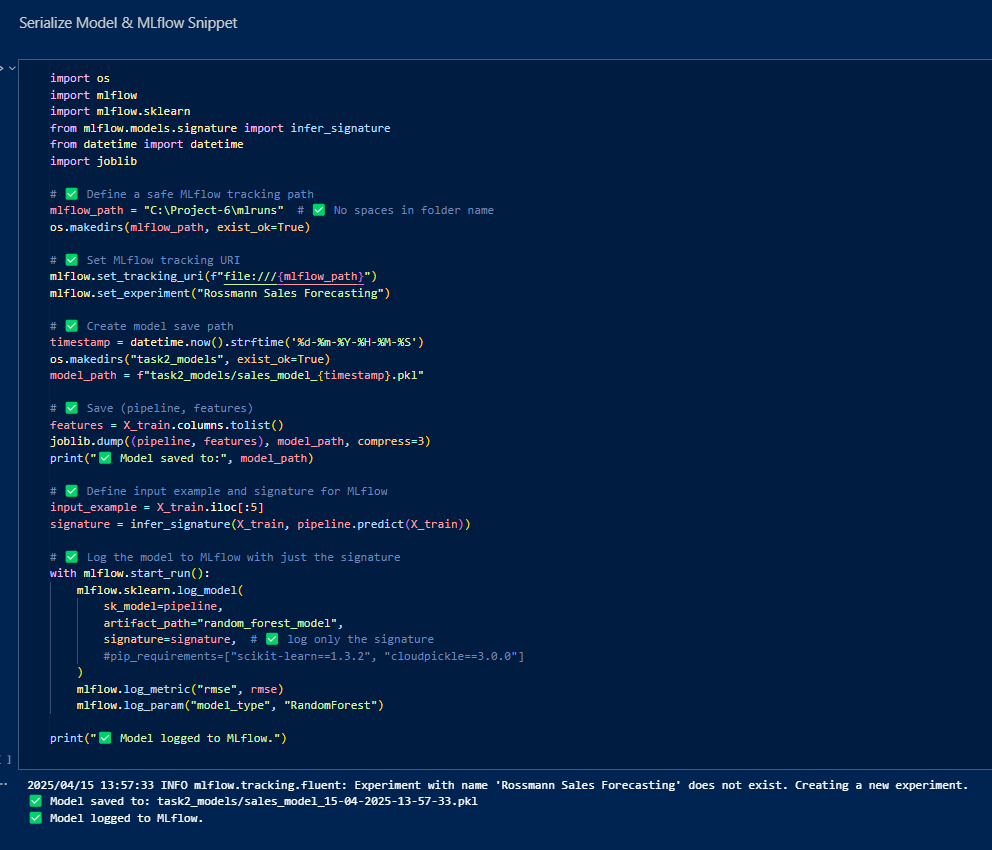 Serialize Model & MLflow Snippet
import os
import mlflow
import mlflow.sklearn
from mlflow.models.signature import infer_signature
from datetime import datetime
import joblib
# ✅ Define a safe MLflow tracking path
mlflow_path = "C:\Project-6\mlruns"  # ✅ No spaces in folder name
os.makedirs(mlflow_path, exist_ok=True)
# ✅ Set MLflow tracking URI
mlflow.set_tracking_uri(f"file:///{mlflow_path}")
mlflow.set_experiment("Rossmann Sales Forecasting")
# ✅ Create model save path
timestamp = datetime.now().strftime('%d-%m-%Y-%H-%M-%S')
os.makedirs("task2_models", exist_ok=True)
model_path = f"task2_models/sales_model_{timestamp}.pkl"
# ✅ Save (pipeline, features)
features = X_train.columns.tolist()
joblib.dump((pipeline, features), model_path, compress=3)
print("✅ Model saved to:", model_path)
# ✅ Define input example and signature for MLflow
input_example = X_train.iloc[:5]
signature = infer_signature(X_train, pipeline.predict(X_train))
# ✅ Log the model to MLflow with just the signature
with mlflow.start_run():
    mlflow.sklearn.log_model(
        sk_model=pipeline,
        artifact_path="random_forest_model",
        signature=signature,  # ✅ log only the signature
        #pip_requirements=["scikit-learn==1.3.2", "cloudpickle==3.0.0"]
    )
    mlflow.log_metric("rmse", rmse)
    mlflow.log_param("model_type", "RandomForest")
print("✅ Model logged to MLflow.")
2025/04/15 13:57:33 INFO mlflow.tracking.fluent: Experiment with name 'Rossmann Sales Forecasting' does not exist. Creating a new experiment.
✅ Model saved to: task2_models/sales_model_15-04-2025-13-57-33.pkl
✅ Model logged to MLflow.